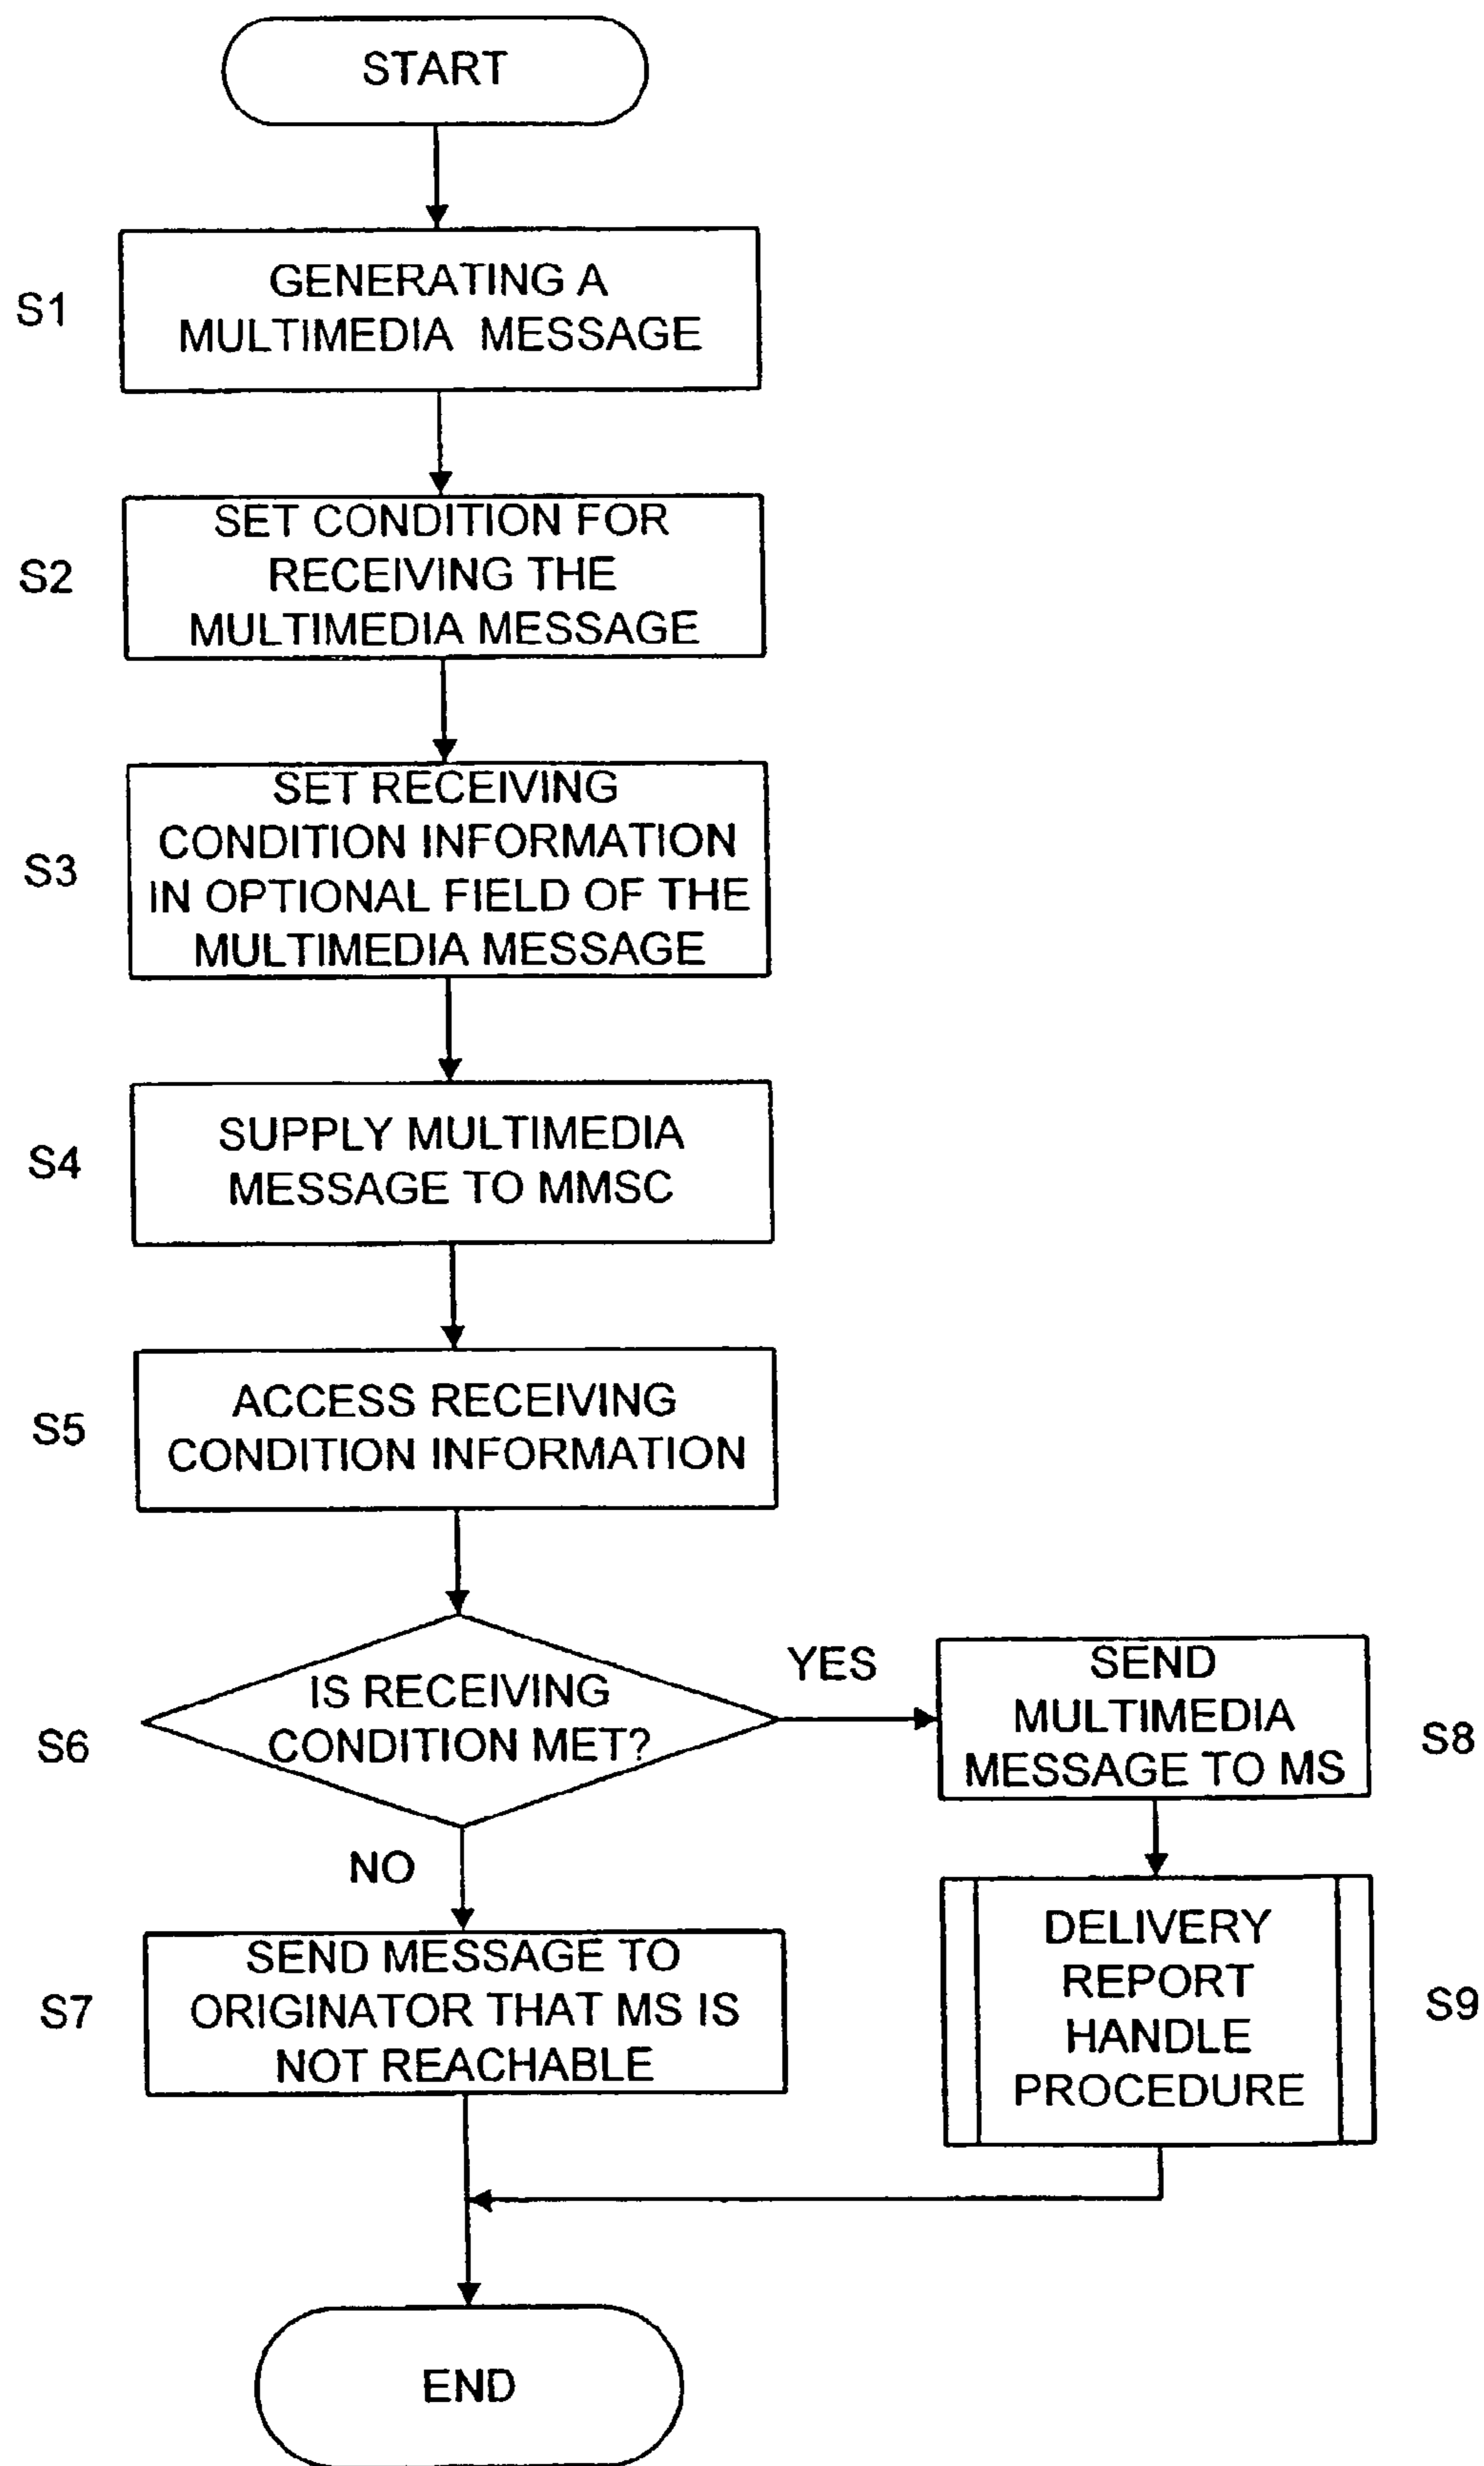 START
S1
GENERATING A
MULTIMEDIA MESSAGE
S2
SET CONDITION FOR
RECEIVING THE
MULTIMEDIA MESSAGE
S3
SET RECEIVING
CONDITION INFORMATION
IN OPTIONAL FIELD OF THE
MULTIMEDIA MESSAGE
S4
SUPPLY MULTIMEDIA
MESSAGE TO MMSC
S5
ACCESS RECEIVING
CONDITION INFORMATION
S6
IS RECEIVING
CONDITION MET?
YES
SEND
MULTIMEDIA
MESSAGE TO MS
S8
NO
S7
SEND MESSAGE TO
ORIGINATOR THAT MS IS
NOT REACHABLE
DELIVERY
REPORT
HANDLE
PROCEDURE
S9
END